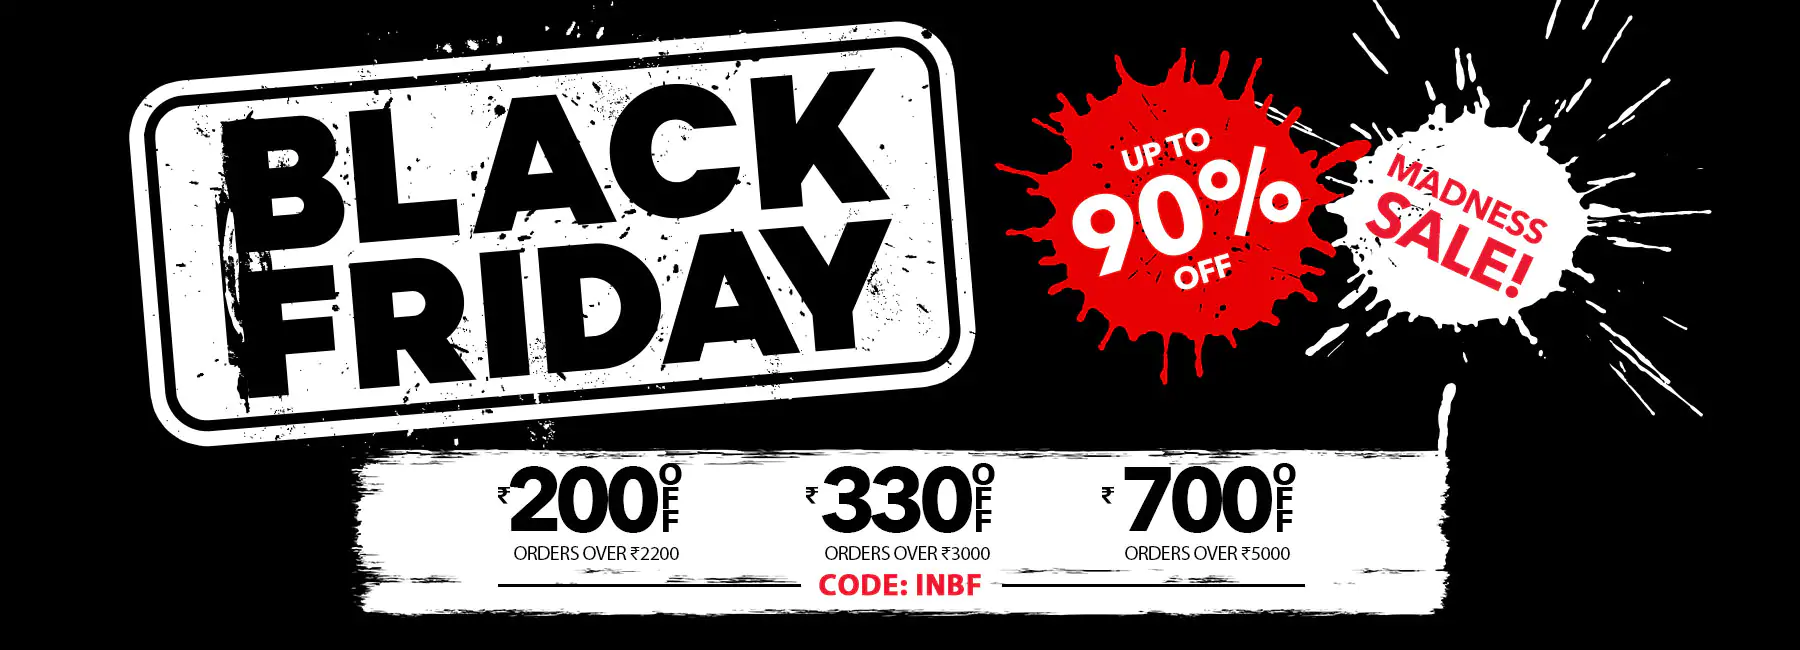 BLACK
FRIDAY
UP TO
90%
OFF
MADNESS
SALE!
₹200 OFF
ORDERS OVER ₹2200
₹330 OFF
ORDERS OVER ₹3000
₹700 OFF
ORDERS OVER ₹5000
CODE: INBF